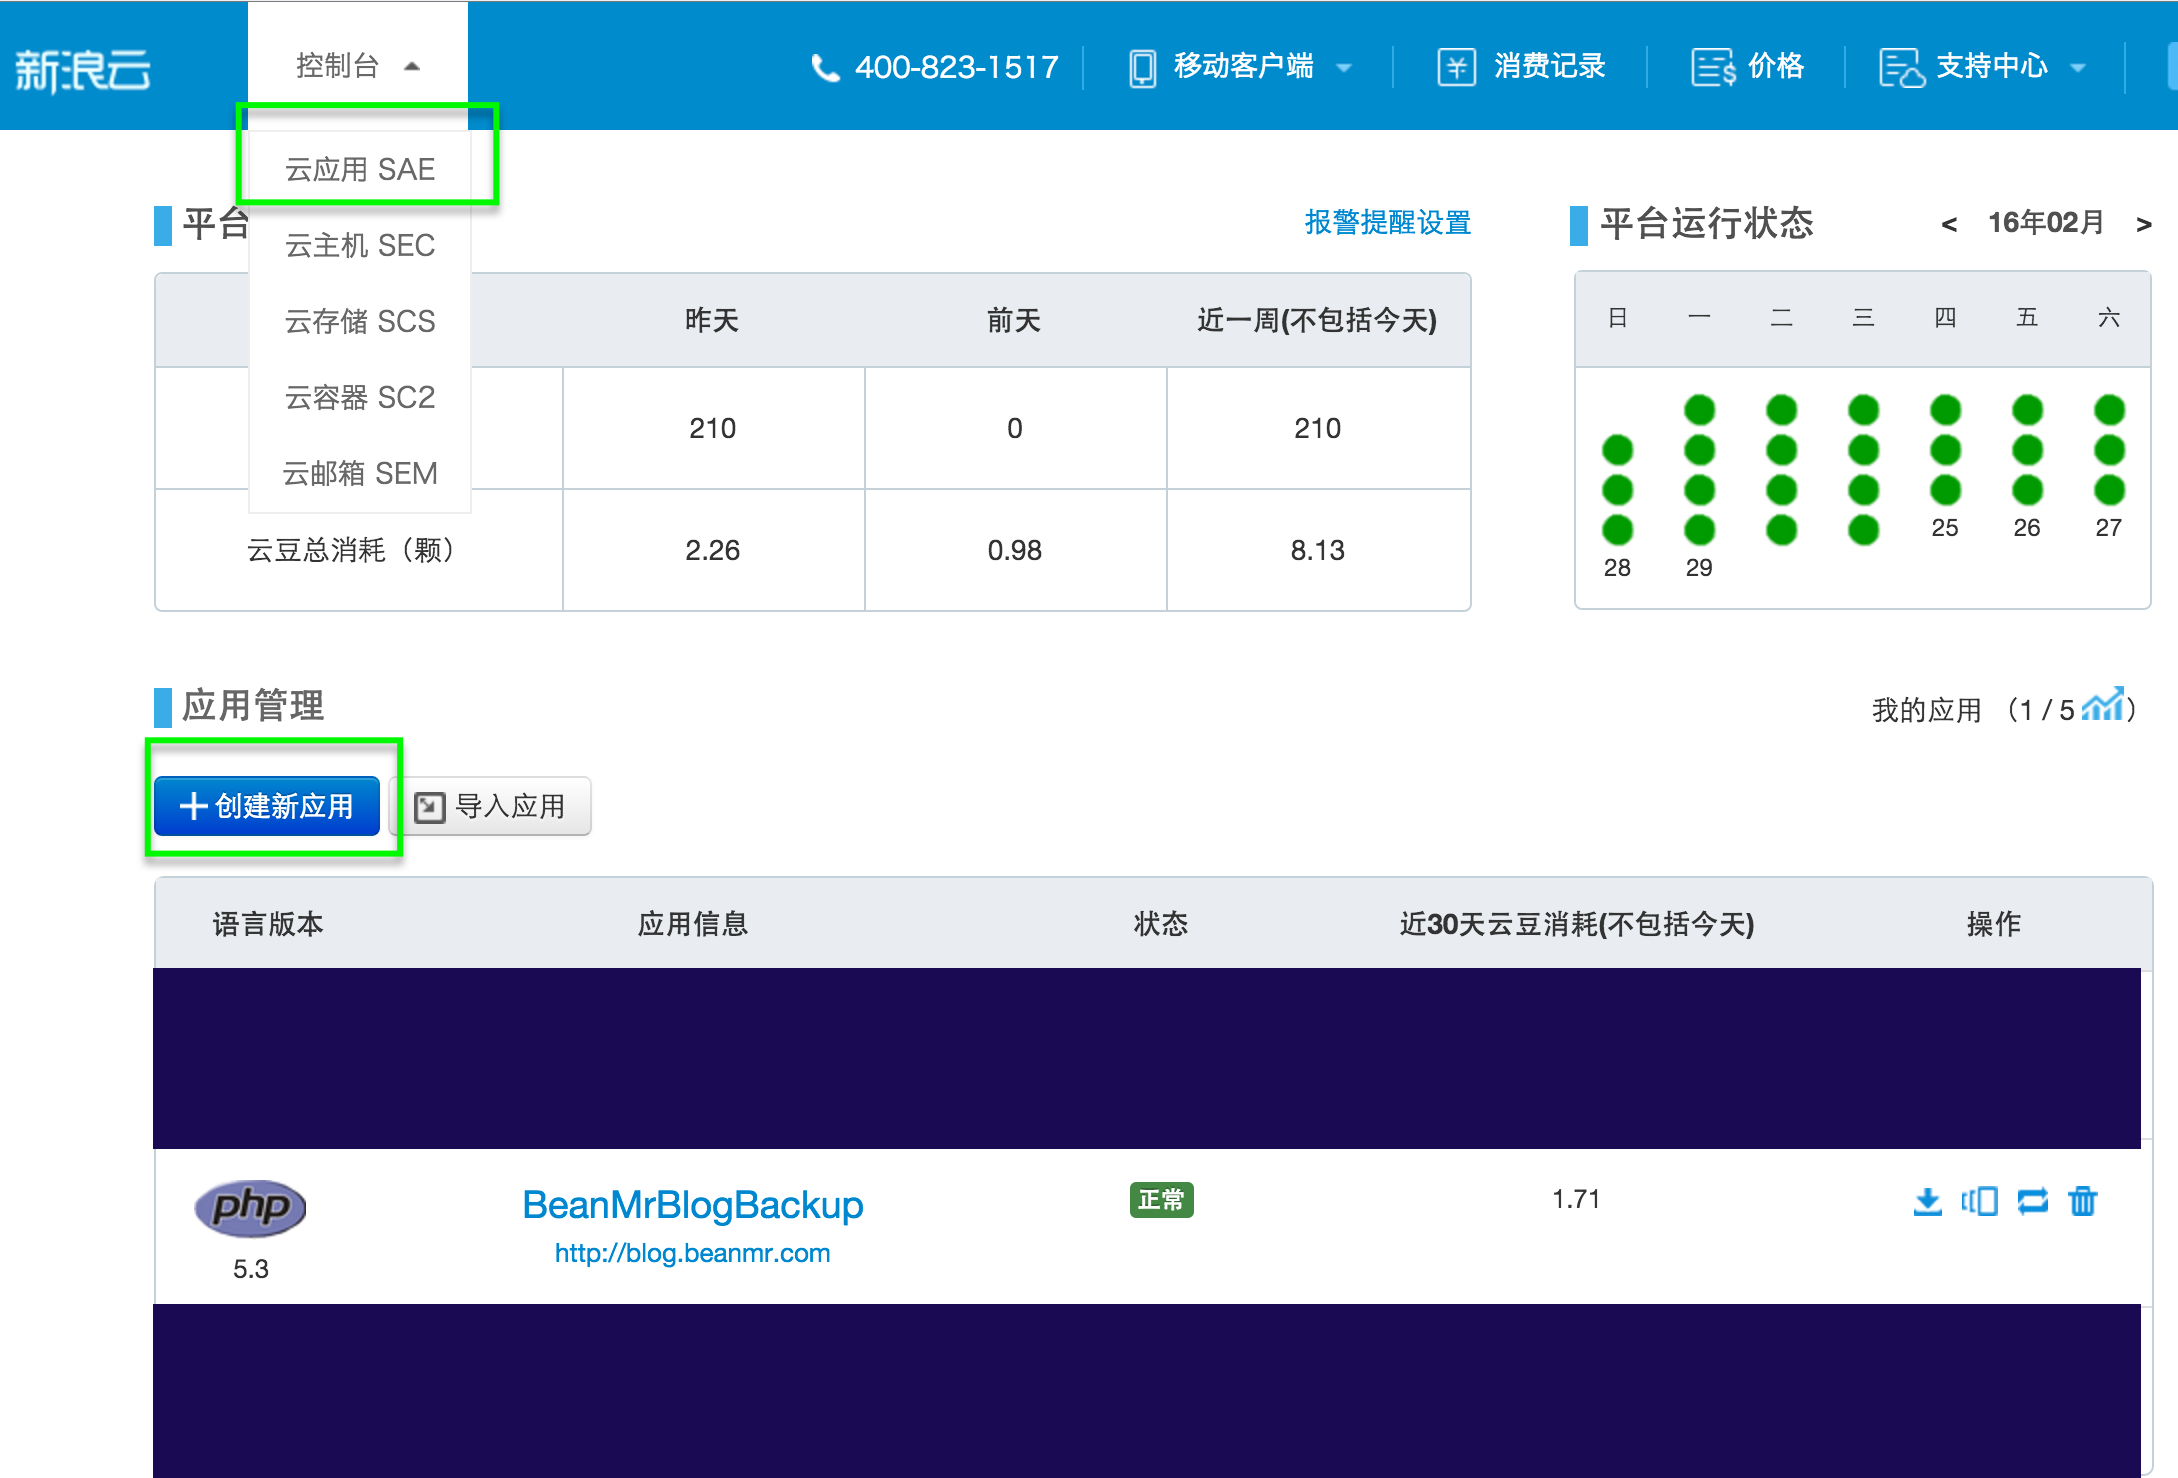 新浪云
控制台
400-823-1517
移动客户端
消费记录
价格
支持中心
云应用 SAE
云主机 SEC
云存储 SCS
云容器 SC2
云邮箱 SEM
平台
报警提醒设置
昨天 前天 近一周(不包括今天)
210 0 210
云豆总消耗（颗） 2.26 0.98 8.13
平台运行状态
< 16年02月 >
日 一 二 三 四 五 六
25 26 27
28 29
应用管理
我的应用 （1 / 5 ）
创建新应用
导入应用
语言版本 应用信息 状态 近30天云豆消耗(不包括今天) 操作
php
5.3
BeanMrBlogBackup
http://blog.beanmr.com
正常
1.71